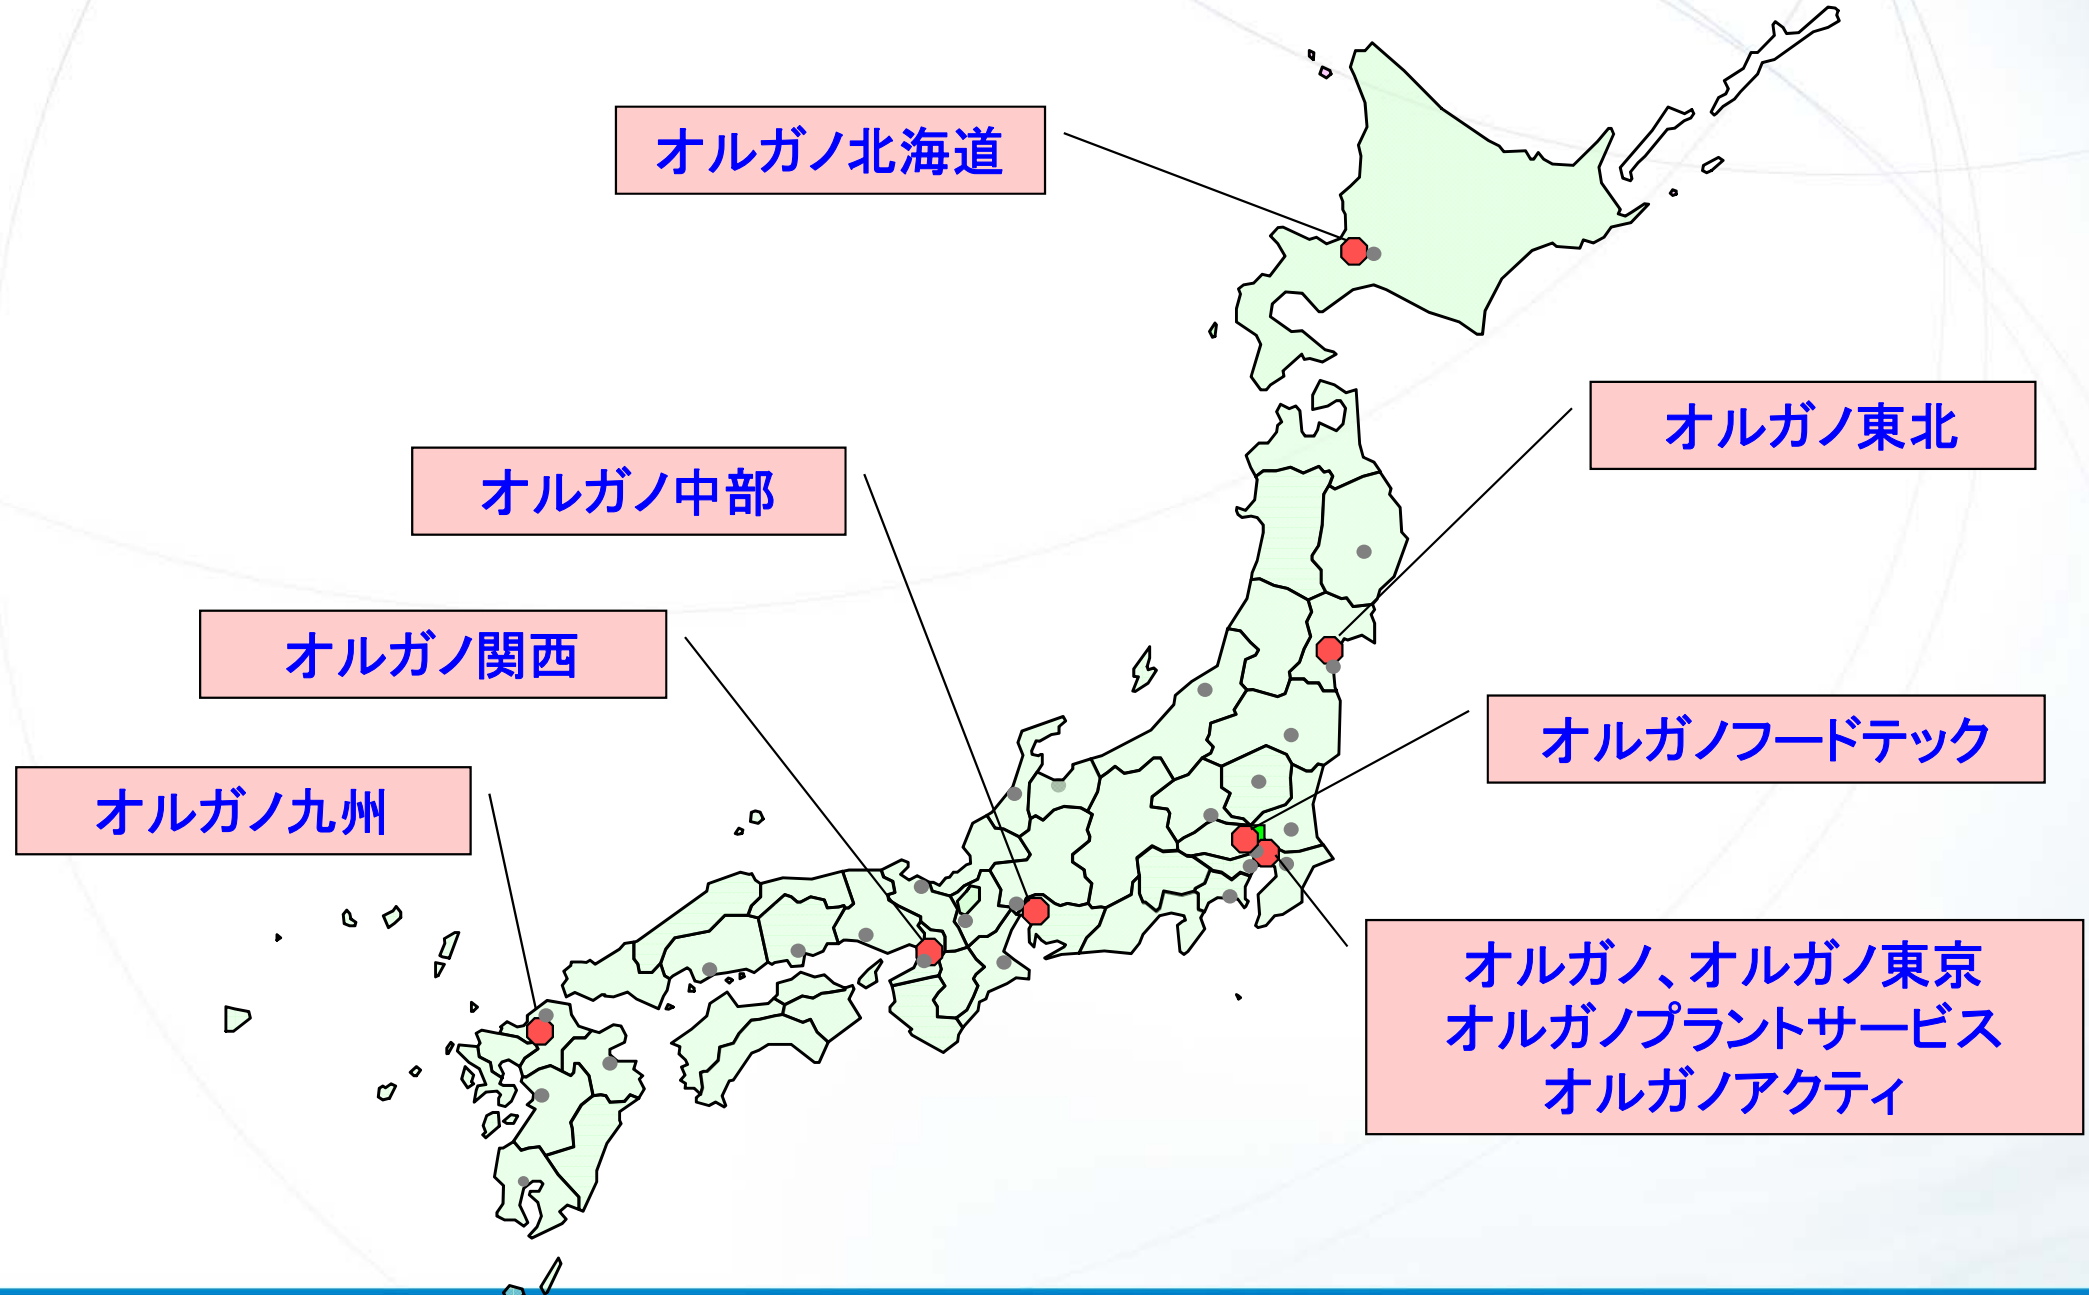 オルガノ北海道
オルガノ東北
オルガノ中部
オルガノ関西
オルガノフードテック
オルガノ九州
オルガノ、オルガノ東京
オルガノプラントサービス
オルガノアクティ